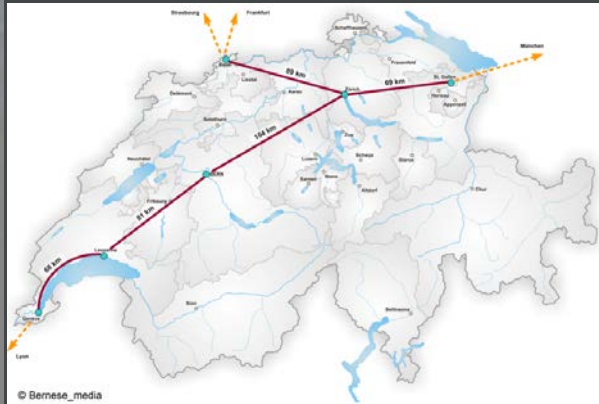 Strasbourg
Frankfurt
Schaffhausen
München
Basel
Frauenfeld
Liestal
89 km
69 km
St. Gallen
Delémont
Aarau
Zürich
Herisau
Appenzell
Solothurn
104 km
Zug
Neuchâtel
Luzern
Schwyz
Glarus
BERN
Sarnen
Stans
Altdorf
Chur
Fribourg
81 km
Lausanne
66 km
Sion
Bellinzona
Genève
Lyon
© Bernese_media